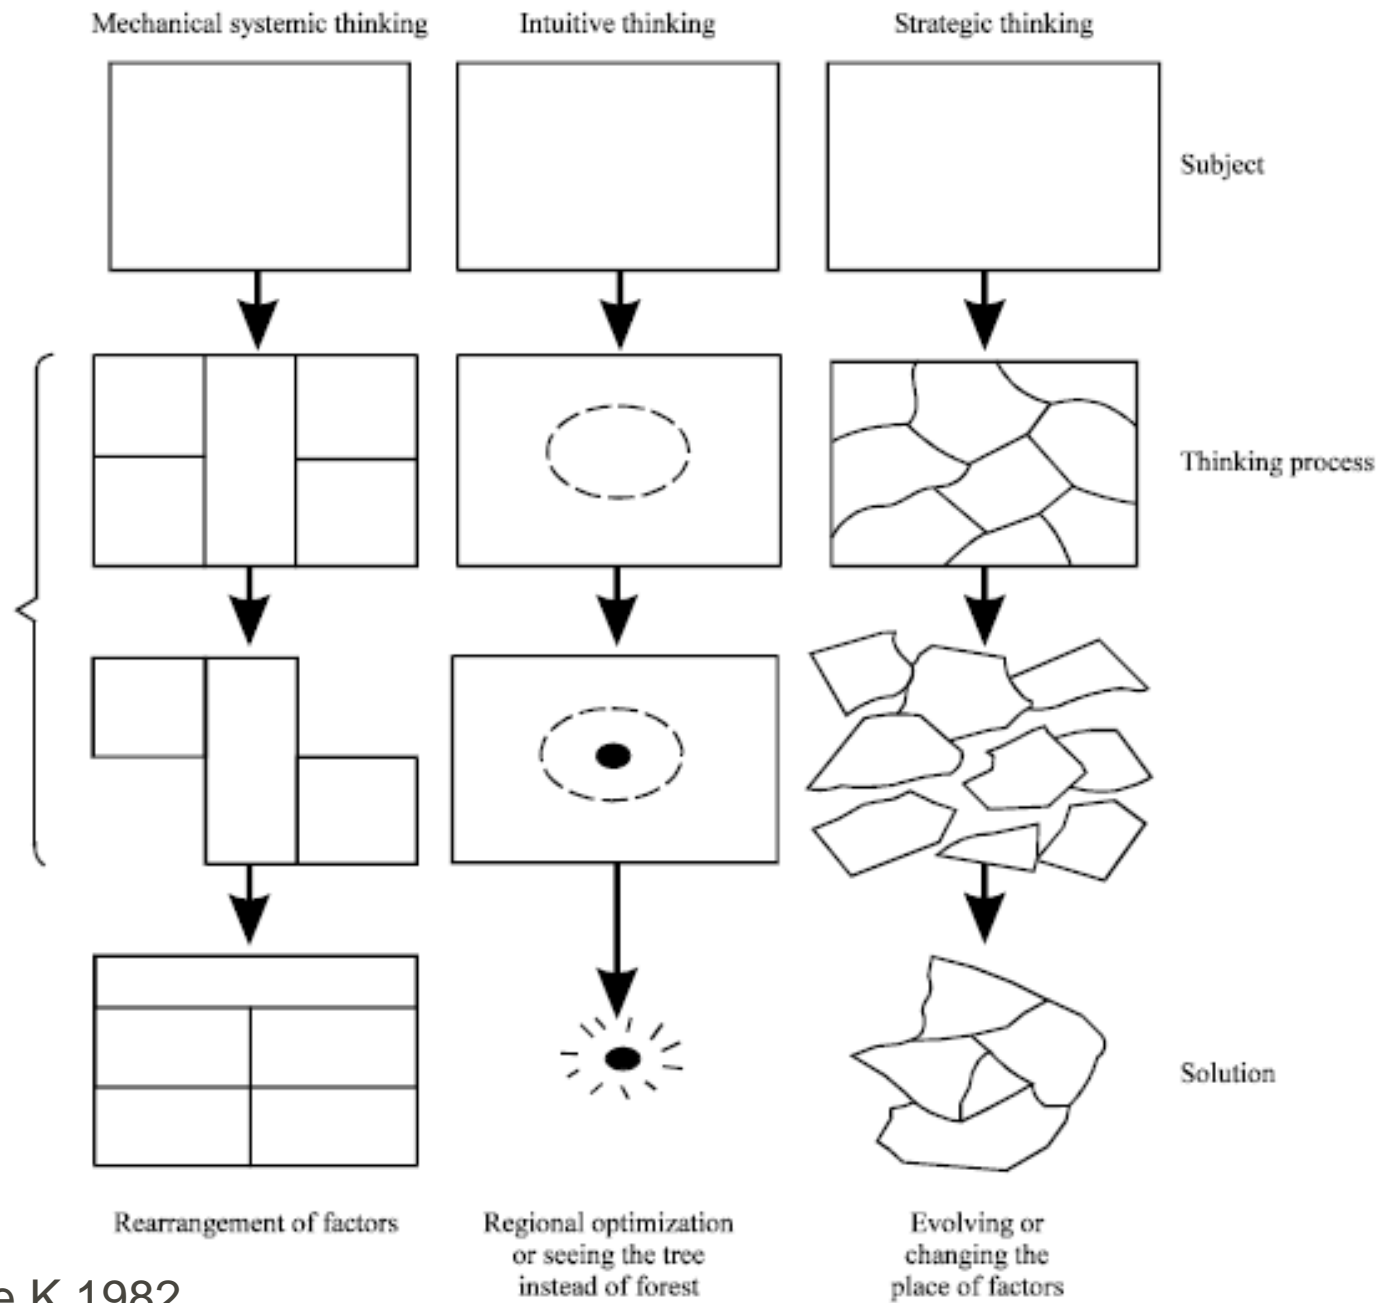 Mechanical systemic thinking
Intuitive thinking
Strategic thinking
Subject
Thinking process
Solution
Rearrangement of factors
Regional optimization
or seeing the tree
instead of forest
Evolving or
changing the
place of factors
e K 1982